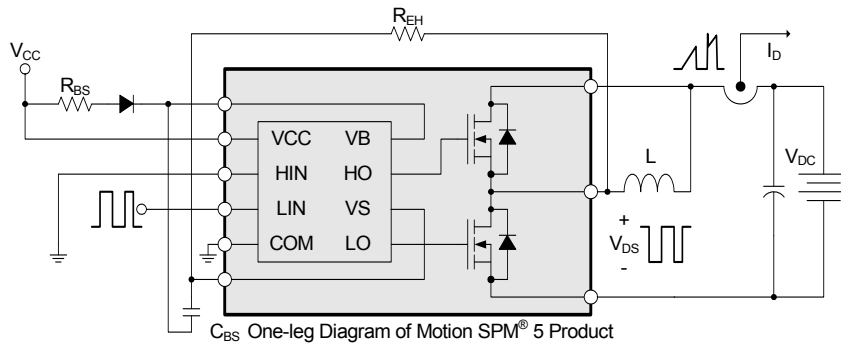 R_EH
V_CC
I_D
R_BS
VCC VB
HIN HO
LIN VS
COM LO
L
V_DC
+
V_DS
-
C_BS One-leg Diagram of Motion SPM® 5 Product